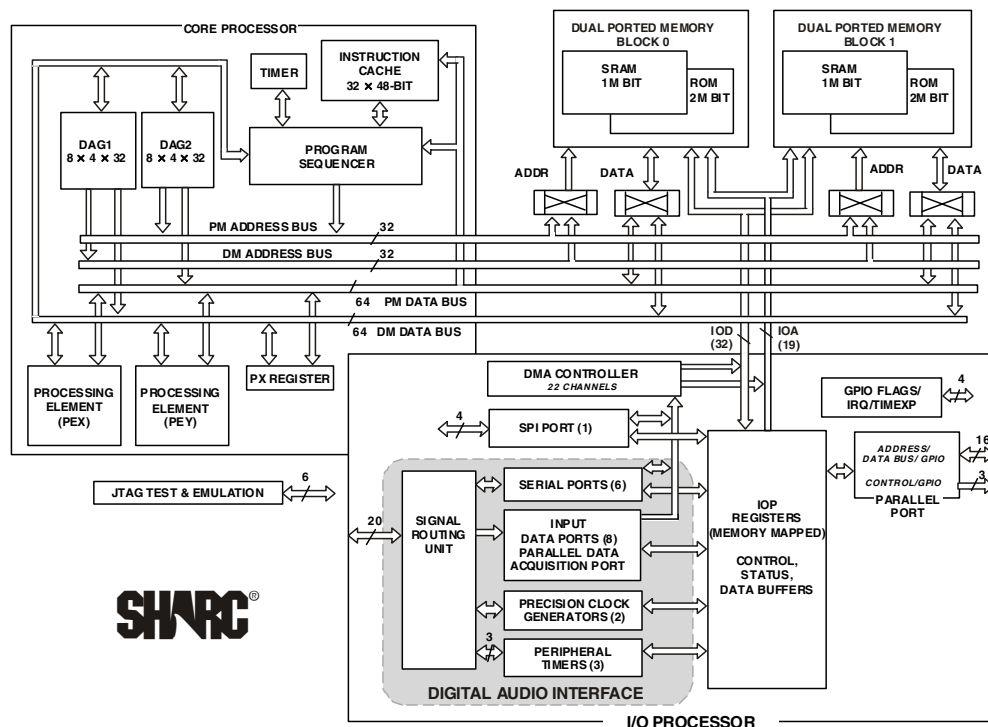 CORE PROCESSOR
TIMER
INSTRUCTION
CACHE
32 × 48-BIT
DAG1
8 × 4 × 32
DAG2
8 × 4 × 32
PROGRAM
SEQUENCER
DUAL PORTED MEMORY
BLOCK 0
SRAM
1M BIT
ROM
2M BIT
DUAL PORTED MEMORY
BLOCK 1
SRAM
1M BIT
ROM
2M BIT
ADDR
DATA
ADDR
DATA
PM ADDRESS BUS
32
DM ADDRESS BUS
32
64
PM DATA BUS
64
DM DATA BUS
IOD
(32)
IOA
(19)
PROCESSING
ELEMENT
(PEX)
PROCESSING
ELEMENT
(PEY)
PX REGISTER
DMA CONTROLLER
22 CHANNELS
GPIO FLAGS/
IRQ/TIMEXP
4
4
SPI PORT (1)
ADDRESS/
DATA BUS/ GPIO
CONTROL/GPIO
PARALLEL
PORT
16
3
JTAG TEST & EMULATION
6
20
SIGNAL
ROUTING
UNIT
SERIAL PORTS (6)
INPUT
DATA PORTS (8)
PARALLEL DATA
ACQUISITION PORT
PRECISION CLOCK
GENERATORS (2)
3
PERIPHERAL
TIMERS (3)
IOP
REGISTERS
(MEMORY MAPPED)
CONTROL,
STATUS,
DATA BUFFERS
DIGITAL AUDIO INTERFACE
I/O PROCESSOR
SHARC®